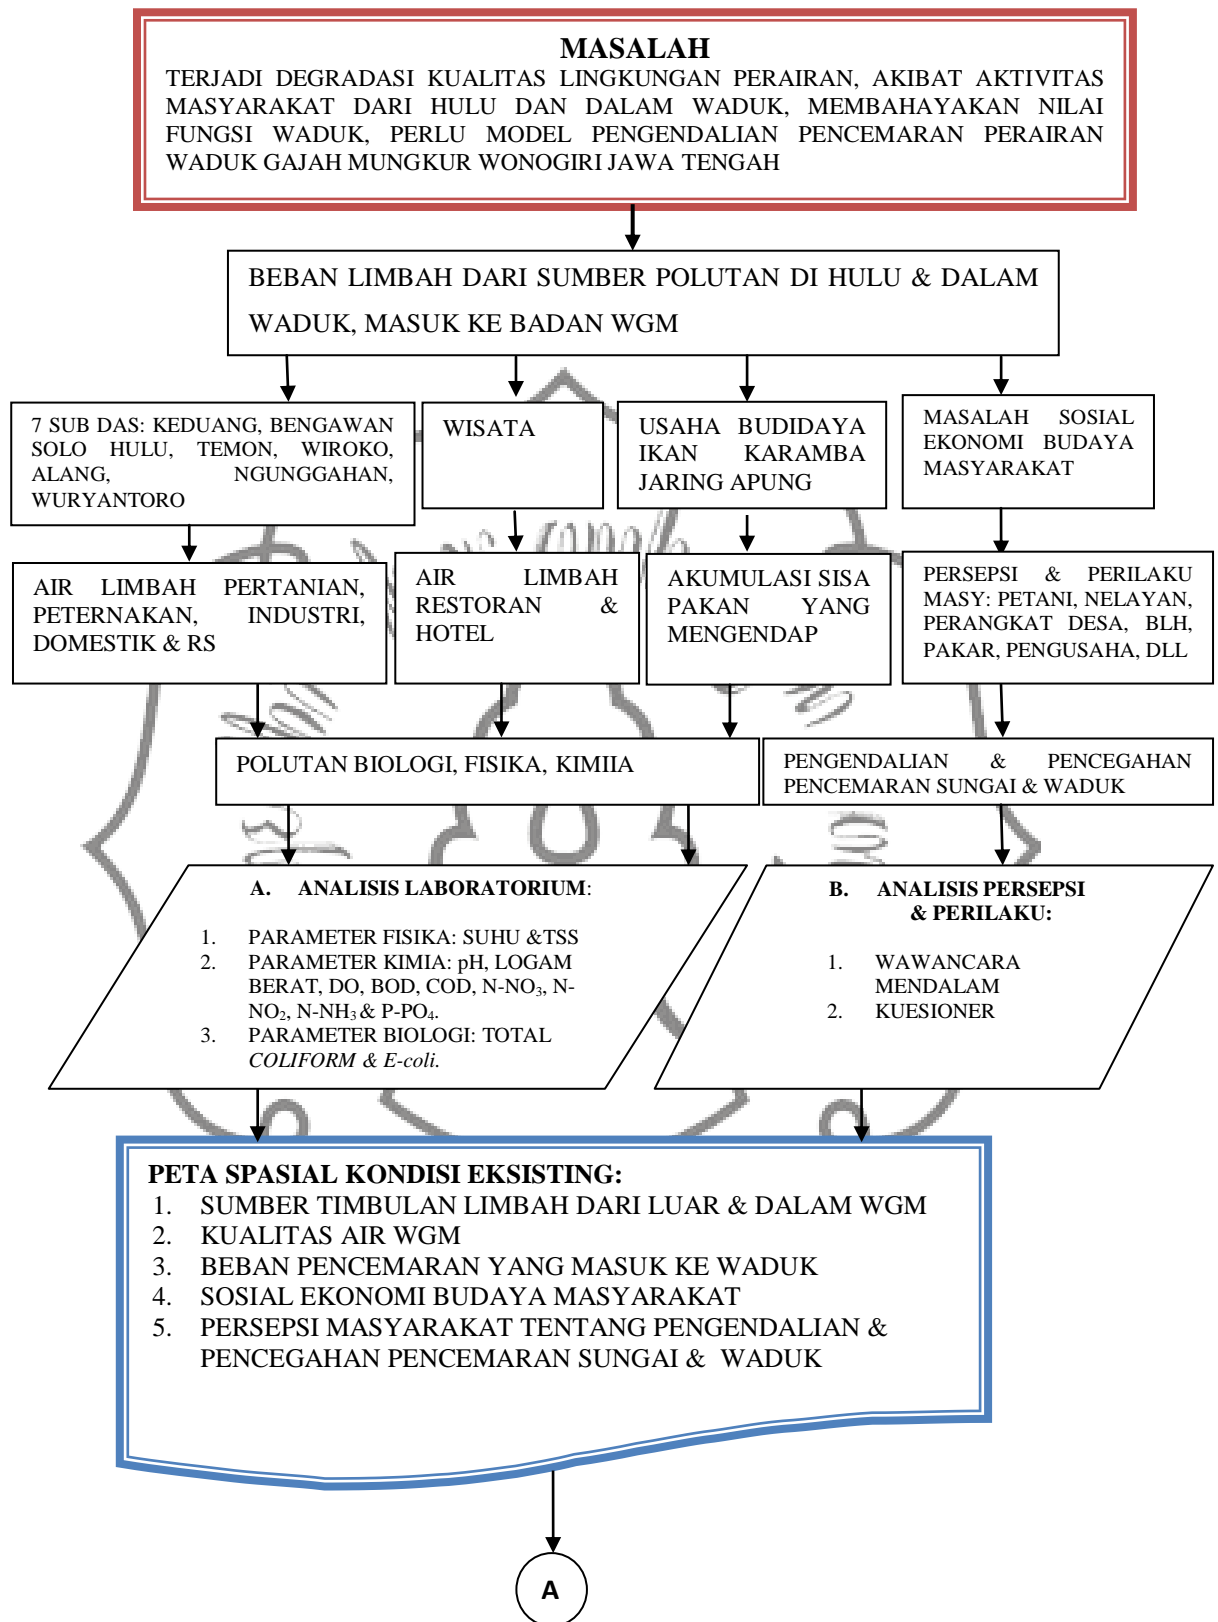 MASALAH
TERJADI DEGRADASI KUALITAS LINGKUNGAN PERAIRAN, AKIBAT AKTIVITAS
MASYARAKAT DARI HULU DAN DALAM WADUK, MEMBAHAYAKAN NILAI
FUNGSI WADUK, PERLU MODEL PENGENDALIAN PENCEMARAN PERAIRAN
WADUK GAJAH MUNGKUR WONOGIRI JAWA TENGAH
BEBAN LIMBAH DARI SUMBER POLUTAN DI HULU & DALAM
WADUK, MASUK KE BADAN WGM
7 SUB DAS: KEDUANG, BENGAWAN
SOLO HULU, TEMON, WIROKO,
ALANG, NGUNGGAHAN,
WURYANTORO
WISATA
USAHA BUDIDAYA
IKAN KARAMBA
JARING APUNG
MASALAH SOSIAL
EKONOMI BUDAYA
MASYARAKAT
AIR LIMBAH PERTANIAN,
PETERNAKAN, INDUSTRI,
DOMESTIK & RS
AIR LIMBAH
RESTORAN &
HOTEL
AKUMULASI SISA
PAKAN YANG
MENGENDAP
PERSEPSI & PERILAKU
MASY: PETANI, NELAYAN,
PERANGKAT DESA, BLH,
PAKAR, PENGUSAHA, DLL
POLUTAN BIOLOGI, FISIKA, KIMIIA
PENGENDALIAN & PENCEGAHAN
PENCEMARAN SUNGAI & WADUK
A. ANALISIS LABORATORIUM:
1. PARAMETER FISIKA: SUHU &TSS
2. PARAMETER KIMIA: pH, LOGAM
BERAT, DO, BOD, COD, N-NO₃, N-
NO₂, N-NH₃ & P-PO₄.
3. PARAMETER BIOLOGI: TOTAL
COLIFORM & E-coli.
B. ANALISIS PERSEPSI
& PERILAKU:
1. WAWANCARA
MENDALAM
2. KUESIONER
PETA SPASIAL KONDISI EKSISTING:
1. SUMBER TIMBULAN LIMBAH DARI LUAR & DALAM WGM
2. KUALITAS AIR WGM
3. BEBAN PENCEMARAN YANG MASUK KE WADUK
4. SOSIAL EKONOMI BUDAYA MASYARAKAT
5. PERSEPSI MASYARAKAT TENTANG PENGENDALIAN &
PENCEGAHAN PENCEMARAN SUNGAI & WADUK
A